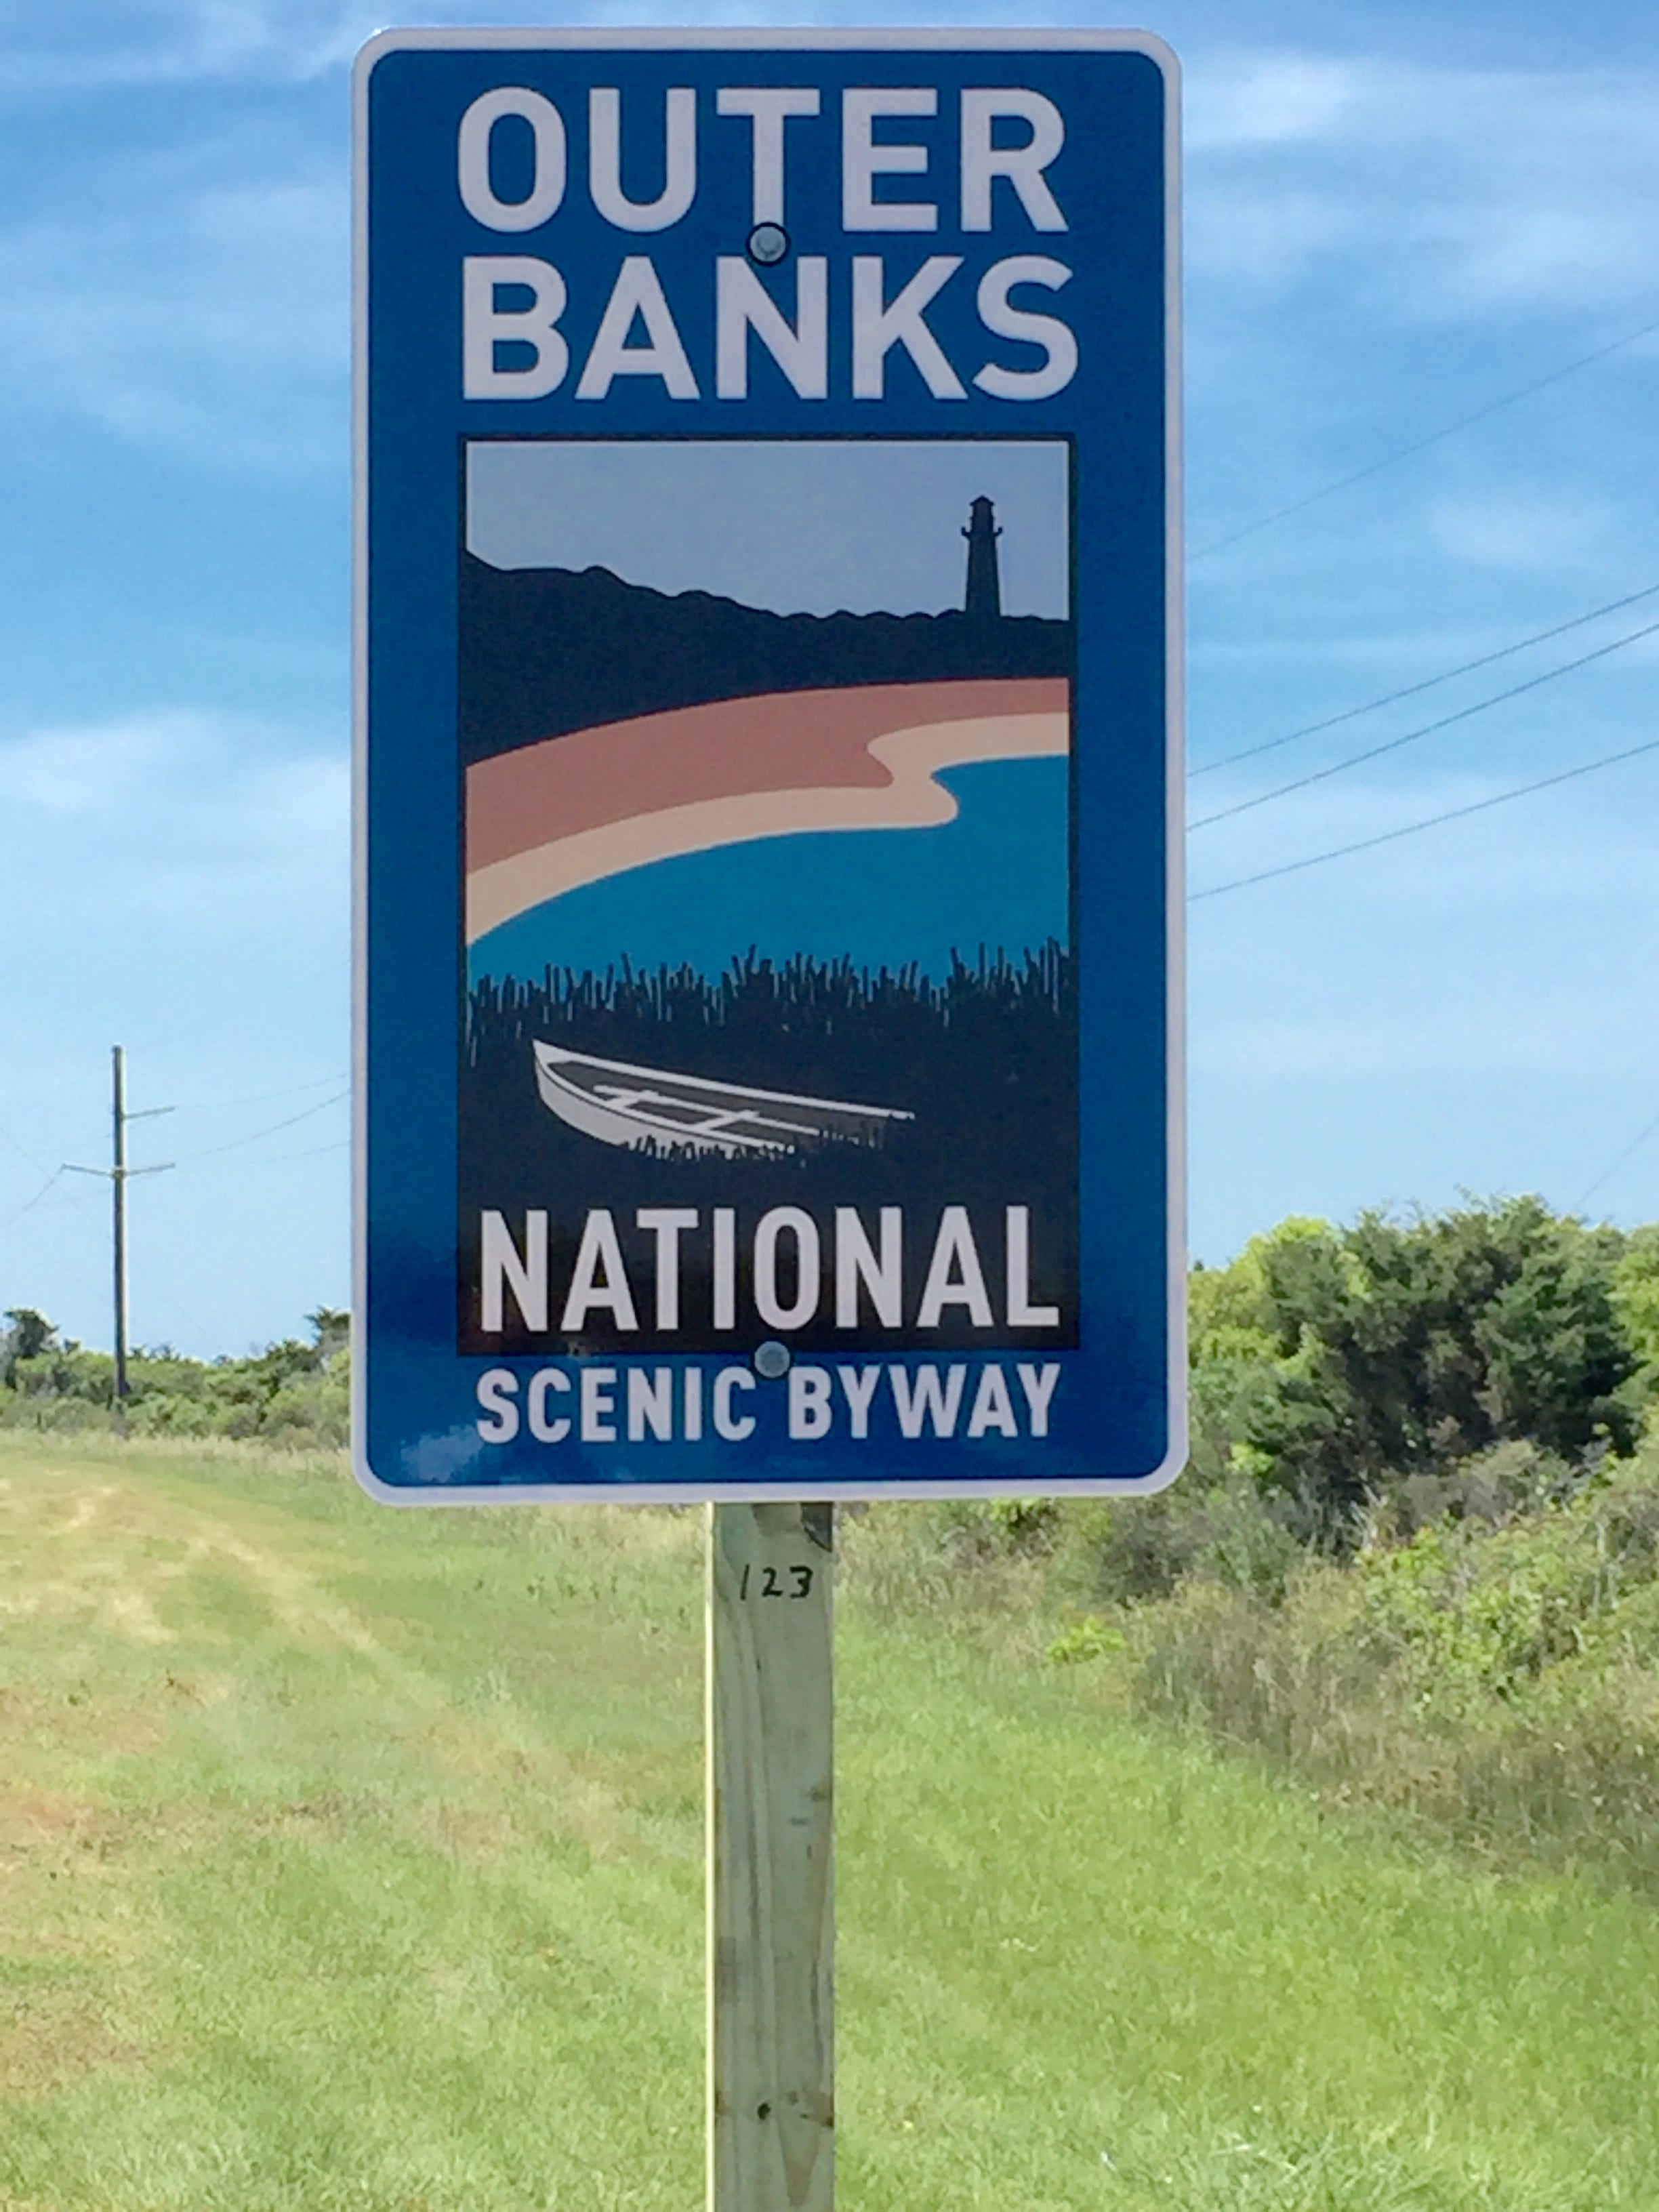 OUTER
BANKS
NATIONAL
SCENIC BYWAY
123